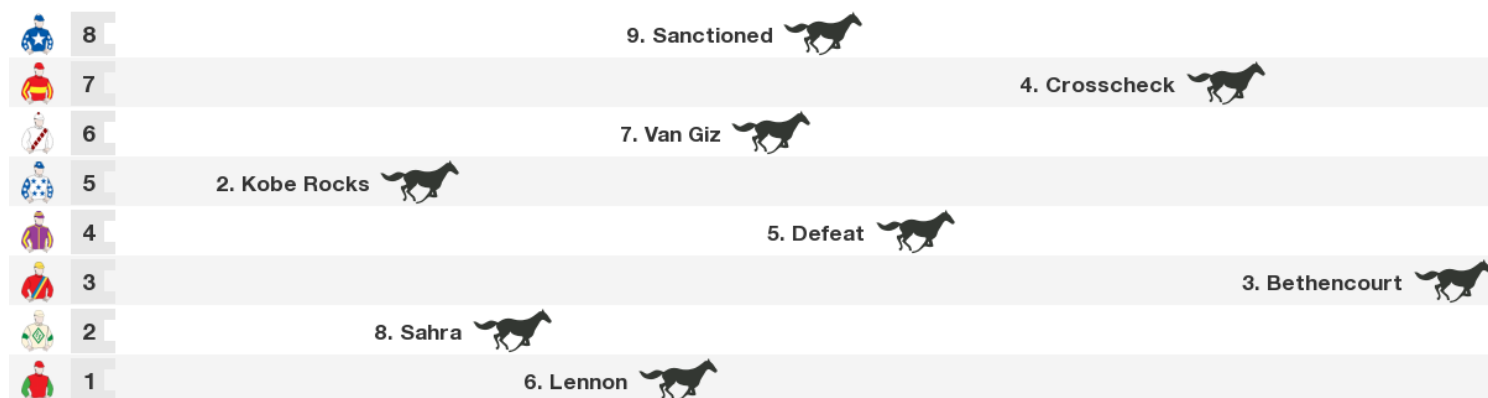 8 9. Sanctioned
7 4. Crosscheck
6 7. Van Giz
5 2. Kobe Rocks
4 5. Defeat
3 3. Bethencourt
2 8. Sahra
1 6. Lennon